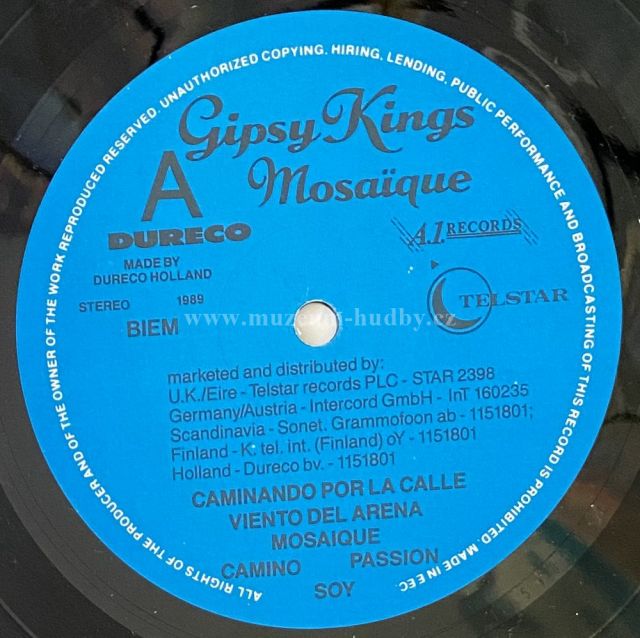 ALL RIGHTS OF THE PRODUCER AND OF THE OWNER OF THE WORK REPRODUCED RESERVED. UNAUTHORIZED COPYING, HIRING, LENDING, PUBLIC PERFORMANCE AND BROADCASTING OF THIS RECORD IS PROHIBITED MADE IN EEC
Gipsy Kings
A
Mosaïque
DURECO
A.1. RECORDS
MADE BY
DURECO HOLLAND
TELSTAR
STEREO 1989
BIEM
www.muzeum-hudby.cz
marketed and distributed by:
U.K./Eire - Telstar records PLC - STAR 2398
Germany/Austria - Intercord GmbH - InT 160235
Scandinavia - Sonet. Grammofoon ab - 1151801;
Finland - K. tel. int. (Finland) oY - 1151801
Holland - Dureco bv. - 1151801
CAMINANDO POR LA CALLE
VIENTO DEL ARENA
MOSAIQUE
CAMINO PASSION
SOY